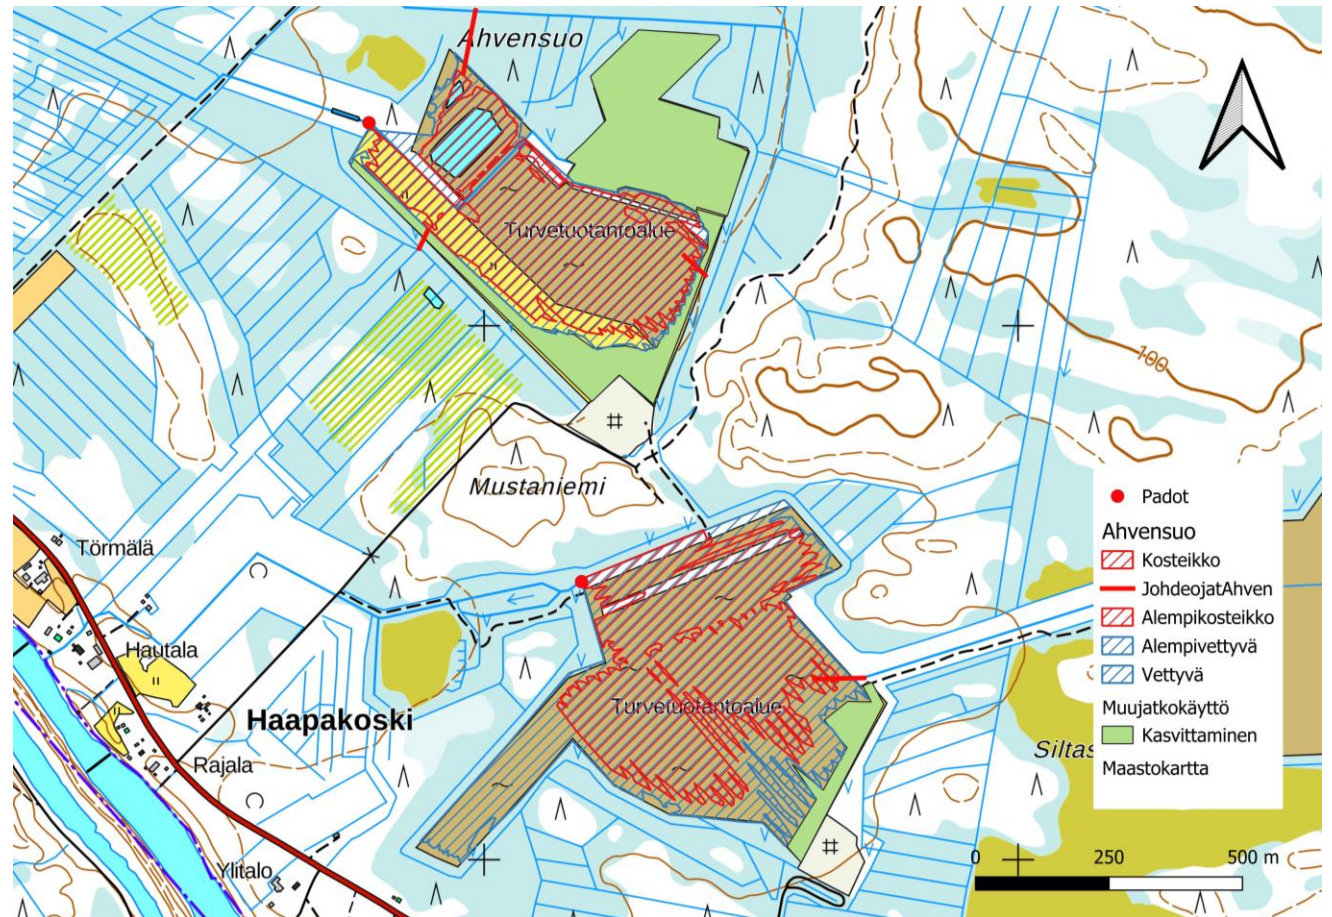 Ahvensuo
Turvetuotantoalue
100
Mustaniemi
Törmälä
Hautala
Haapakoski
Rajala
Ylitalo
Turvetuotantoalue
Siltas
Padot
Ahvensuo
Kosteikko
JohdeojatAhven
Alempikosteikko
Alempivettyvä
Vettyvä
Muujatkokäyttö
Kasvittaminen
Maastokartta
0 250 500 m